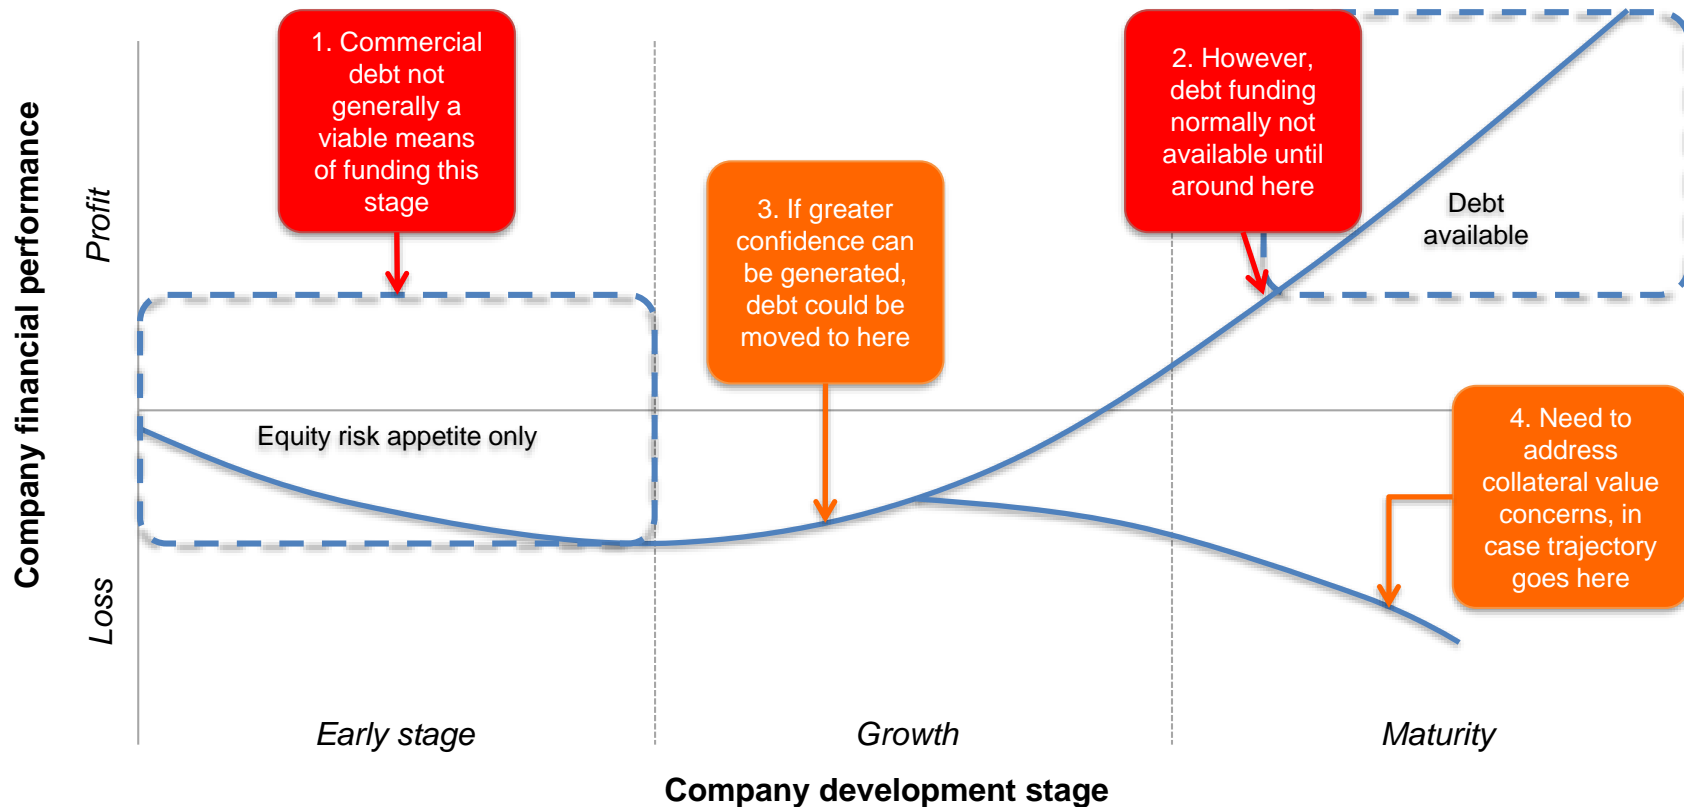 1. Commercial
debt not
generally a
viable means
of funding this
stage
2. However,
debt funding
normally not
available until
around here
3. If greater
confidence can
be generated,
debt could be
moved to here
Debt
available
4. Need to
address
collateral value
concerns, in
case trajectory
goes here
Equity risk appetite only
Company financial performance
Profit
Loss
Early stage
Growth
Maturity
Company development stage